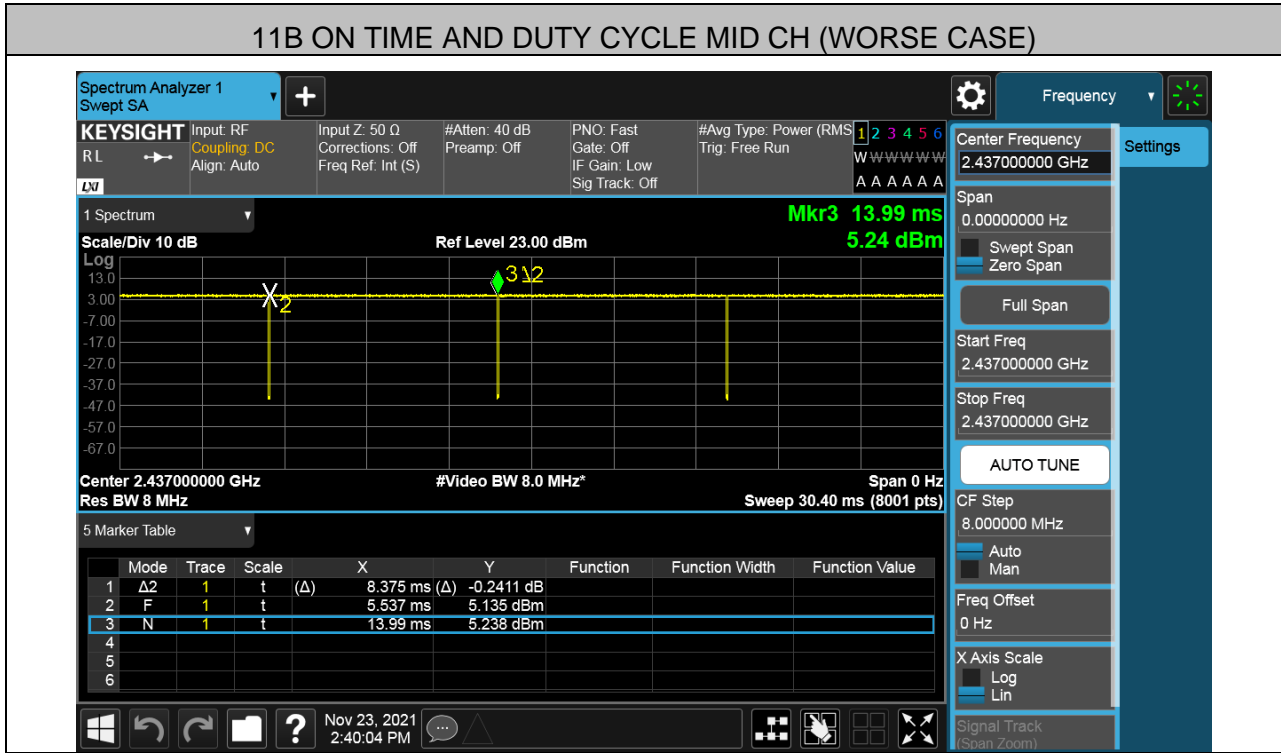 11B ON TIME AND DUTY CYCLE MID CH (WORSE CASE)
Spectrum Analyzer 1
Swept SA
Frequency
KEYSIGHT
RL
LXI
Input: RF
Coupling: DC
Align: Auto
Input Z: 50 Ω
Corrections: Off
Freq Ref: Int (S)
#Atten: 40 dB
Preamp: Off
PNO: Fast
Gate: Off
IF Gain: Low
Sig Track: Off
#Avg Type: Power (RMS
Trig: Free Run
1 2 3 4 5 6
W W W W W W
A A A A A A
1 Spectrum
Mkr3 13.99 ms
Scale/Div 10 dB
Ref Level 23.00 dBm
5.24 dBm
Log
13.0
3.00
-7.00
-17.0
-27.0
-37.0
-47.0
-57.0
-67.0
2
3 1Δ2
Center 2.437000000 GHz
#Video BW 8.0 MHz*
Span 0 Hz
Res BW 8 MHz
Sweep 30.40 ms (8001 pts)
5 Marker Table
Mode Trace Scale X Y Function Function Width Function Value
1 Δ2 1 t (Δ) 8.375 ms (Δ) -0.2411 dB
2 F 1 t 5.537 ms 5.135 dBm
3 N 1 t 13.99 ms 5.238 dBm
4
5
6
Nov 23, 2021
2:40:04 PM
Center Frequency
2.437000000 GHz
Settings
Span
0.00000000 Hz
Swept Span
Zero Span
Full Span
Start Freq
2.437000000 GHz
Stop Freq
2.437000000 GHz
AUTO TUNE
CF Step
8.000000 MHz
Auto
Man
Freq Offset
0 Hz
X Axis Scale
Log
Lin
Signal Track
(Span Zoom)